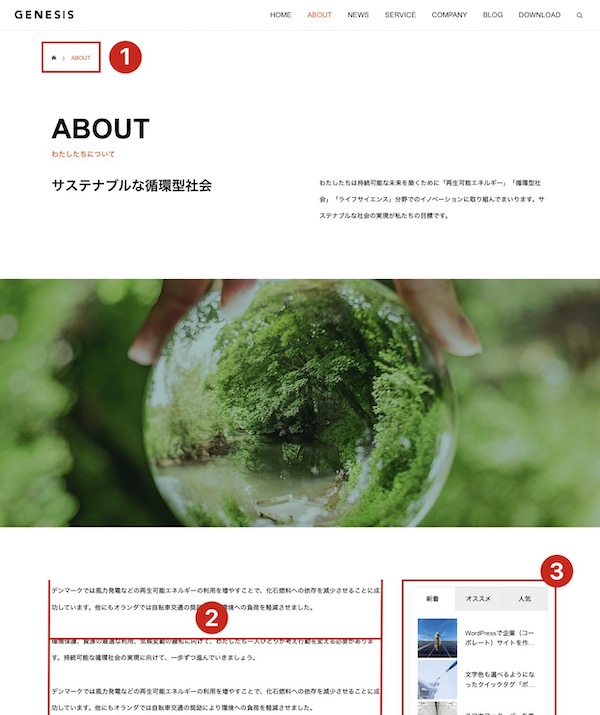 GENESIS
HOME ABOUT NEWS SERVICE COMPANY BLOG DOWNLOAD
ABOUT
1
ABOUT
わたしたちについて
サステナブルな循環型社会
わたしたちは持続可能な未来を築くために「再生可能エネルギー」「循環型社
会」「ライフサイエンス」分野でのイノベーションに取り組んでまいります。サ
ステナブルな社会の実現が私たちの目標です。
3
デンマークでは風力発電などの再生可能エネルギーの利用を増やすことで、化石燃料への依存を減少させることに成
功しています。他にもオランダでは自転車交通の奨励 環境への負荷を軽減させました。
2
環境保護、資源の最適な利用、気候変動の緩和に向けて、わたしたち一人ひとりが考え行動を変える必要がありま
す。持続可能な循環社会の実現に向けて、一歩ずつ進んでいきましょう。
デンマークでは風力発電などの再生可能エネルギーの利用を増やすことで、化石燃料への依存を減少させることに成
功しています。他にもオランダでは自転車交通の奨励により環境への負荷を軽減させました。
新着 オススメ 人気
WordPressで企業（コー
ポレート）サイトを作...
文字色も選べるようにな
ったクイックタグ「ボ...